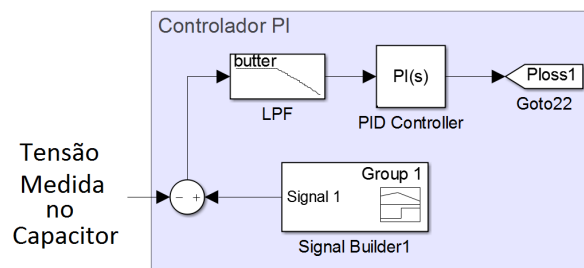 Controlador PI
butter
LPF
PI(s)
PID Controller
Ploss1
Goto22
Tensão
Medida
no
Capacitor
− +
Group 1
Signal 1
Signal Builder1